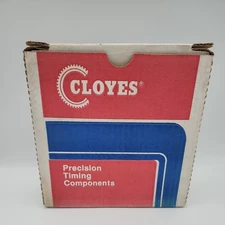 CLOYES®
Precision
Timing
Components